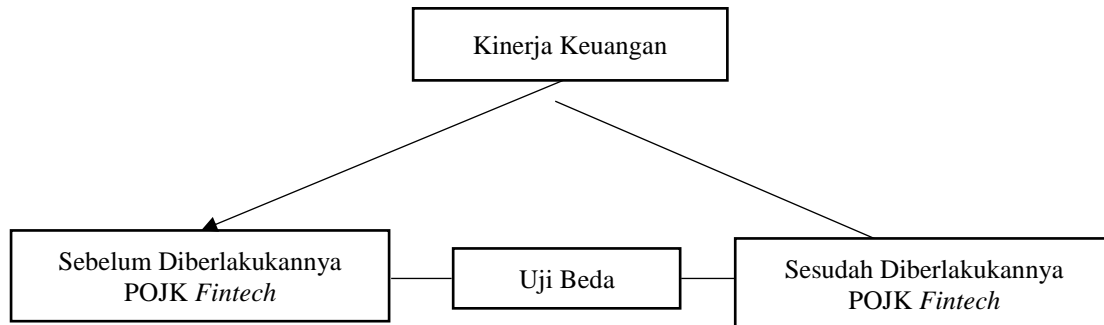 Kinerja Keuangan
Sebelum Diberlakukannya
POJK Fintech
Uji Beda
Sesudah Diberlakukannya
POJK Fintech